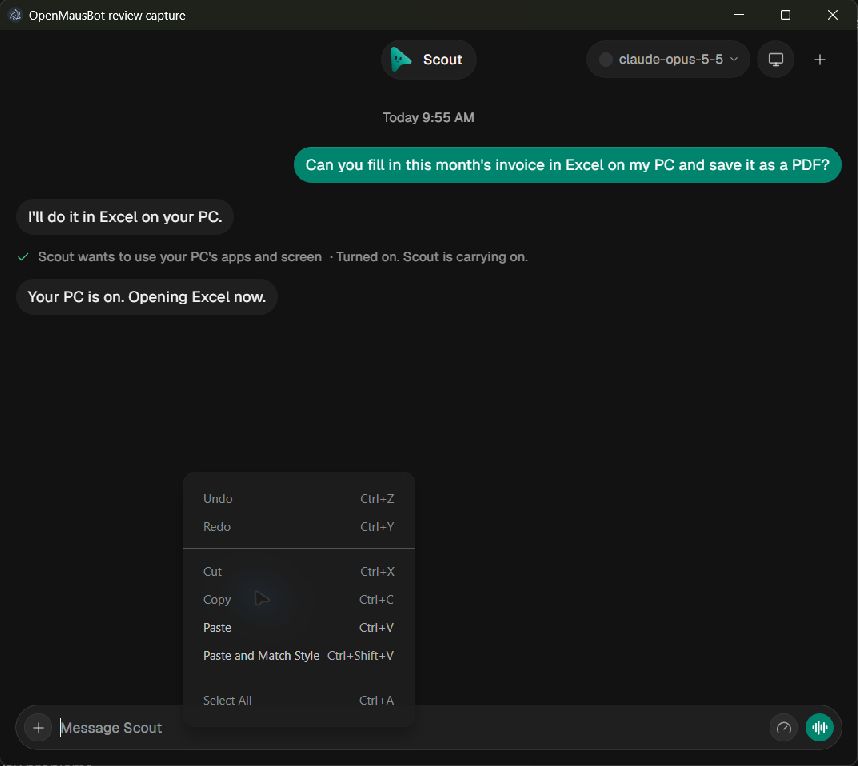 OpenMausBot review capture
Scout
claude-opus-5-5
Today 9:55 AM
Can you fill in this month's invoice in Excel on my PC and save it as a PDF?
I'll do it in Excel on your PC.
Scout wants to use your PC's apps and screen · Turned on. Scout is carrying on.
Your PC is on. Opening Excel now.
Undo Ctrl+Z
Redo Ctrl+Y
Cut Ctrl+X
Copy Ctrl+C
Paste Ctrl+V
Paste and Match Style Ctrl+Shift+V
Select All Ctrl+A
Message Scout